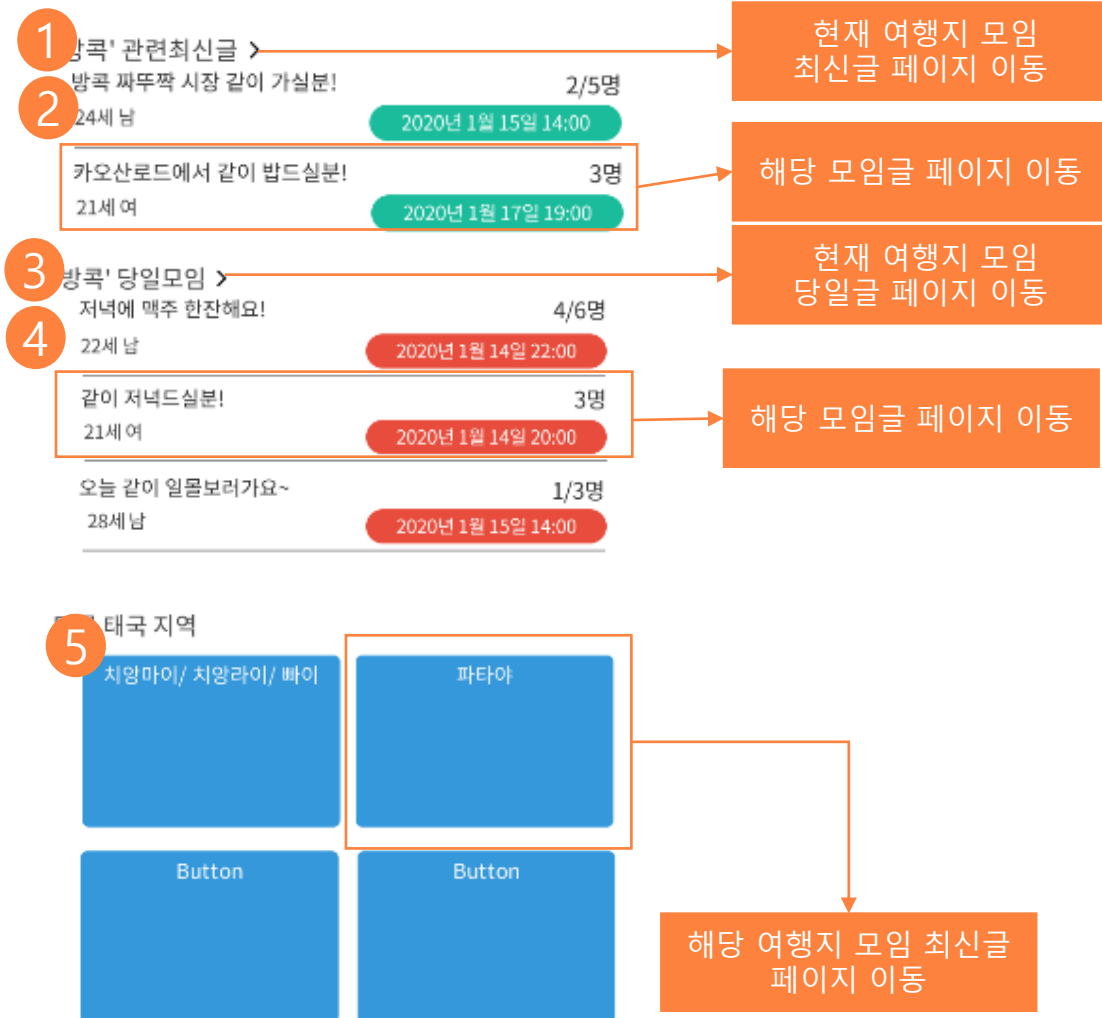 1
콕' 관련최신글 >
현재 여행지 모임
최신글 페이지 이동
2
방콕 짜뚜짝 시장 같이 가실분!
2/5명
24세 남
2020년 1월 15일 14:00
카오산로드에서 같이 밥드실분!
3명
21세 여
2020년 1월 17일 19:00
해당 모임글 페이지 이동
3
방콕' 당일모임 >
현재 여행지 모임
당일글 페이지 이동
4
저녁에 맥주 한잔해요!
4/6명
22세 남
2020년 1월 14일 22:00
같이 저녁드실분!
3명
21세 여
2020년 1월 14일 20:00
해당 모임글 페이지 이동
오늘 같이 일몰보러가요~
1/3명
28세 남
2020년 1월 15일 14:00
5
태국 지역
치앙마이/ 치앙라이/ 빠이
파타야
Button
Button
해당 여행지 모임 최신글
페이지 이동